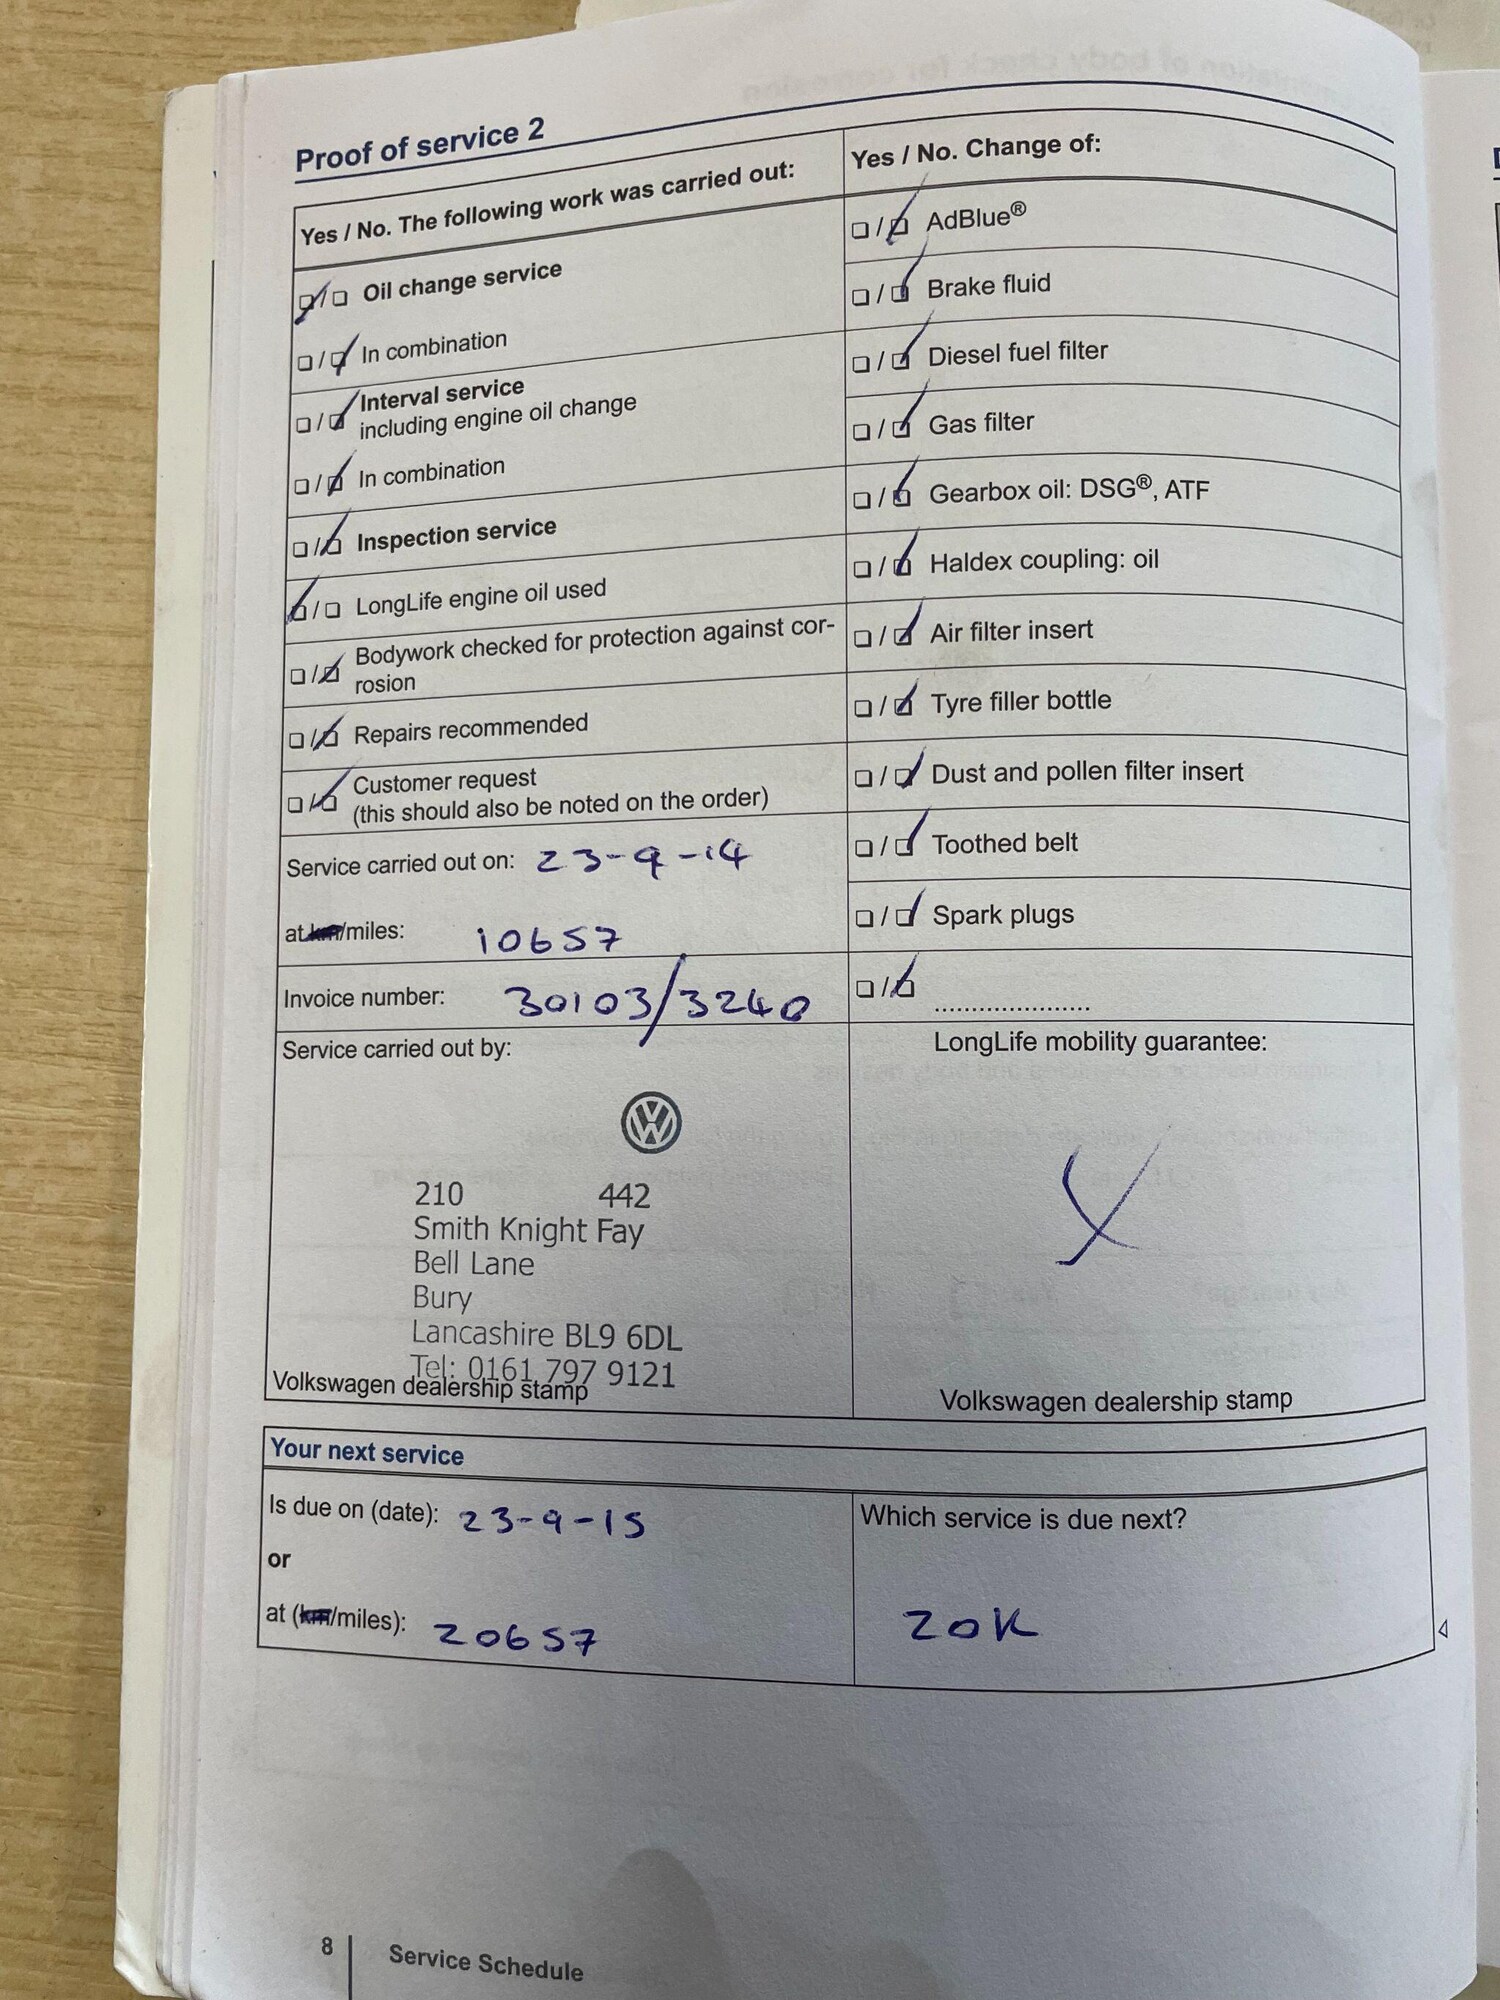 Proof of service 2
Yes / No. The following work was carried out:
Oil change service
In combination
Interval service
including engine oil change
In combination
Inspection service
LongLife engine oil used
Bodywork checked for protection against cor-
rosion
Repairs recommended
Customer request
(this should also be noted on the order)
Service carried out on: 23-9-14
at km/miles: 10657
Invoice number: 30103/3240
Service carried out by:
VW
210 442
Smith Knight Fay
Bell Lane
Bury
Lancashire BL9 6DL
Tel: 0161 797 9121
Volkswagen dealership stamp
Yes / No. Change of:
AdBlue®
Brake fluid
Diesel fuel filter
Gas filter
Gearbox oil: DSG®, ATF
Haldex coupling: oil
Air filter insert
Tyre filler bottle
Dust and pollen filter insert
Toothed belt
Spark plugs
....................
LongLife mobility guarantee:
X
Volkswagen dealership stamp
Your next service
Is due on (date): 23-9-15
or
at (km/miles): 20657
Which service is due next?
20K
8 Service Schedule